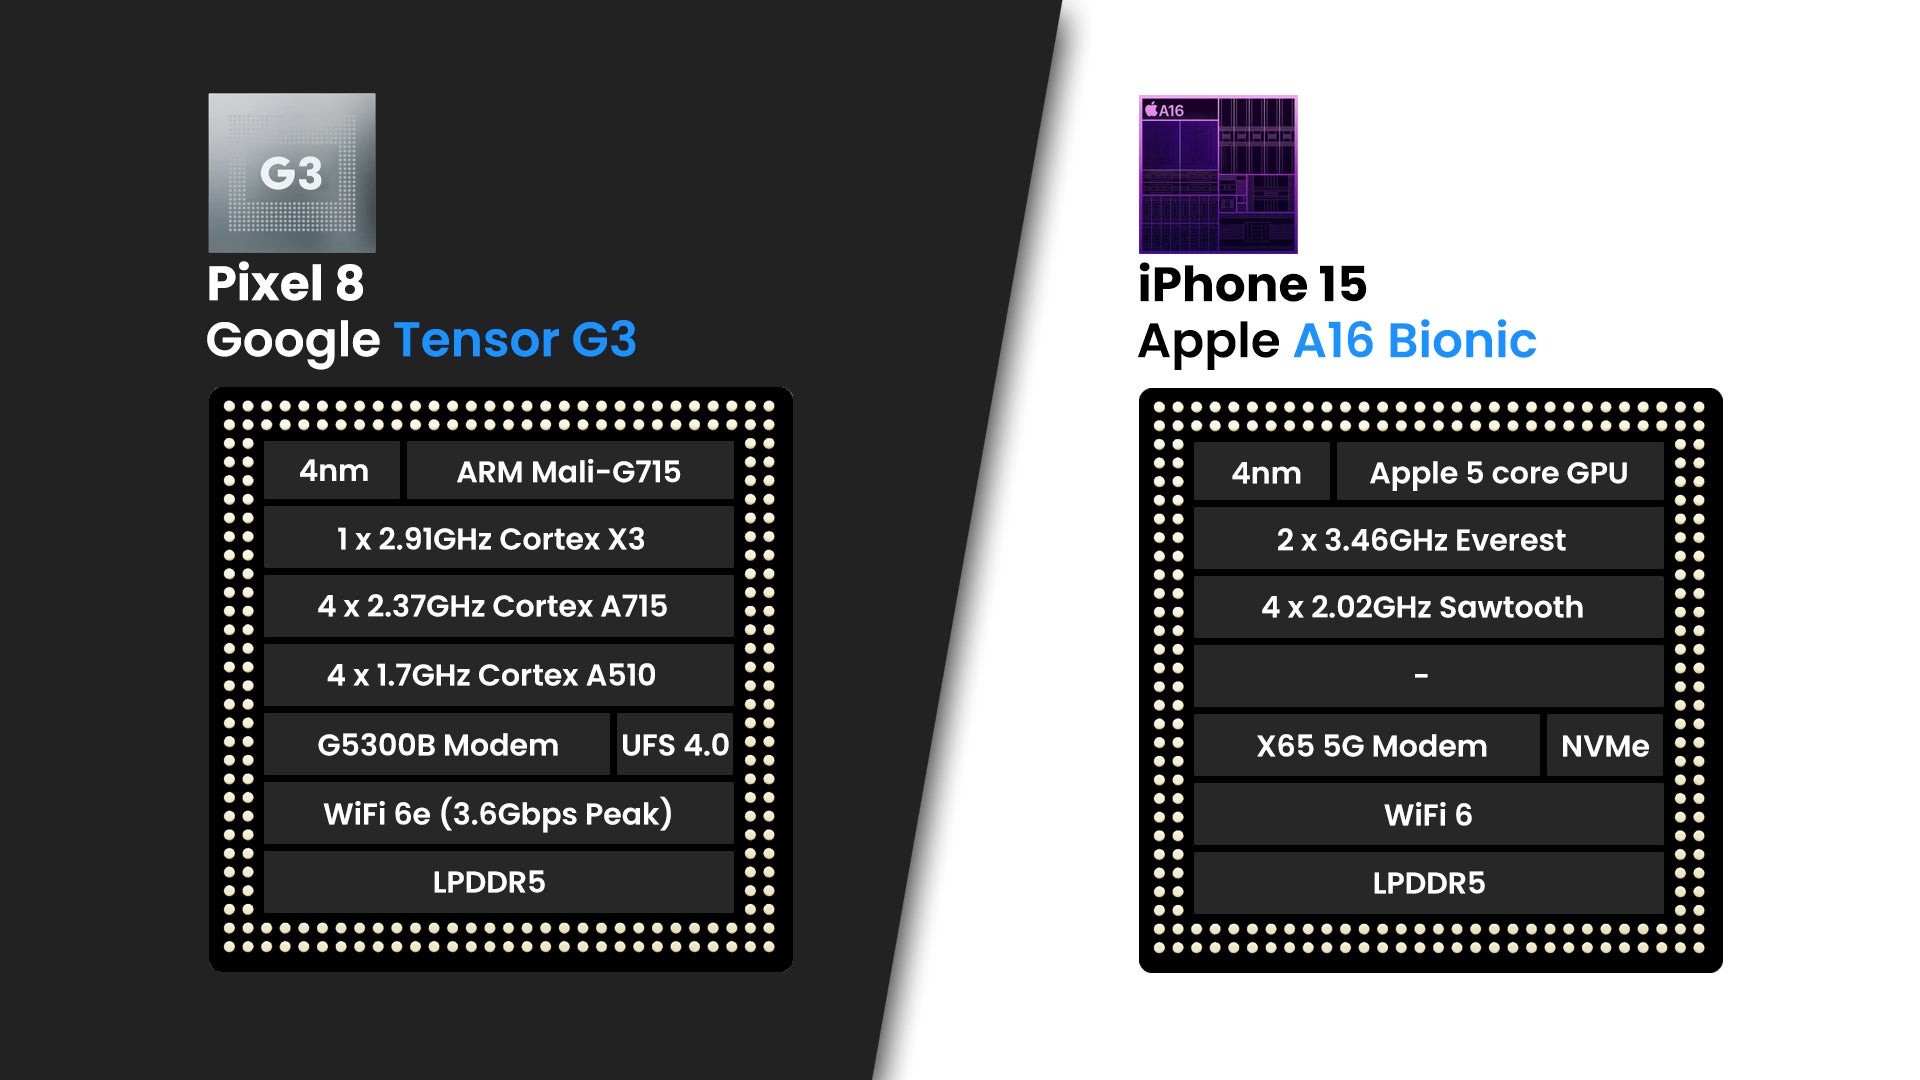 G3
Pixel 8
Google Tensor G3
4nm
ARM Mali-G715
1 x 2.91GHz Cortex X3
4 x 2.37GHz Cortex A715
4 x 1.7GHz Cortex A510
G5300B Modem
UFS 4.0
WiFi 6e (3.6Gbps Peak)
LPDDR5
A16
iPhone 15
Apple A16 Bionic
4nm
Apple 5 core GPU
2 x 3.46GHz Everest
4 x 2.02GHz Sawtooth
-
X65 5G Modem
NVMe
WiFi 6
LPDDR5